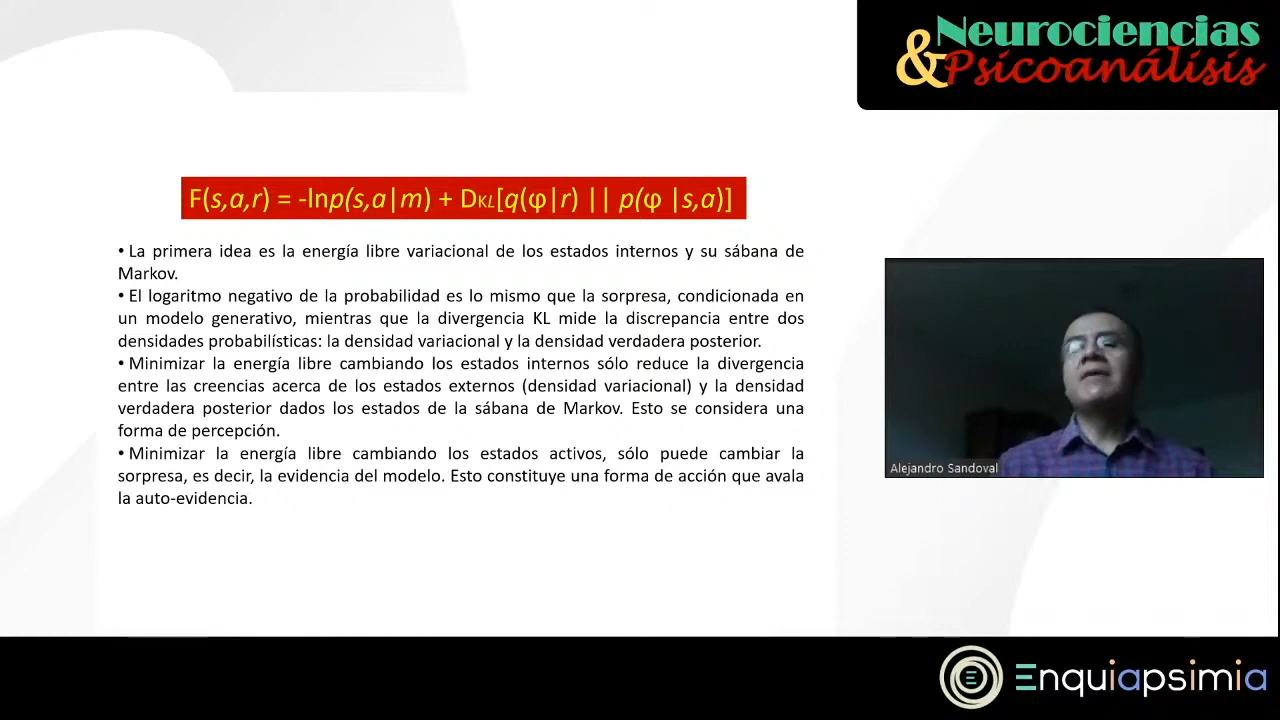 Neurociencias
&Psicoanálisis
F(s,a,r) = -lnp(s,a|m) + DKL[q(φ|r) || p(φ |s,a)]
• La primera idea es la energía libre variacional de los estados internos y su sábana de
Markov.
• El logaritmo negativo de la probabilidad es lo mismo que la sorpresa, condicionada en
un modelo generativo, mientras que la divergencia KL mide la discrepancia entre dos
densidades probabilísticas: la densidad variacional y la densidad verdadera posterior.
• Minimizar la energía libre cambiando los estados internos sólo reduce la divergencia
entre las creencias acerca de los estados externos (densidad variacional) y la densidad
verdadera posterior dados los estados de la sábana de Markov. Esto se considera una
forma de percepción.
• Minimizar la energía libre cambiando los estados activos, sólo puede cambiar la
sorpresa, es decir, la evidencia del modelo. Esto constituye una forma de acción que avala
la auto-evidencia.
Alejandro Sandoval
Enquiapsimia